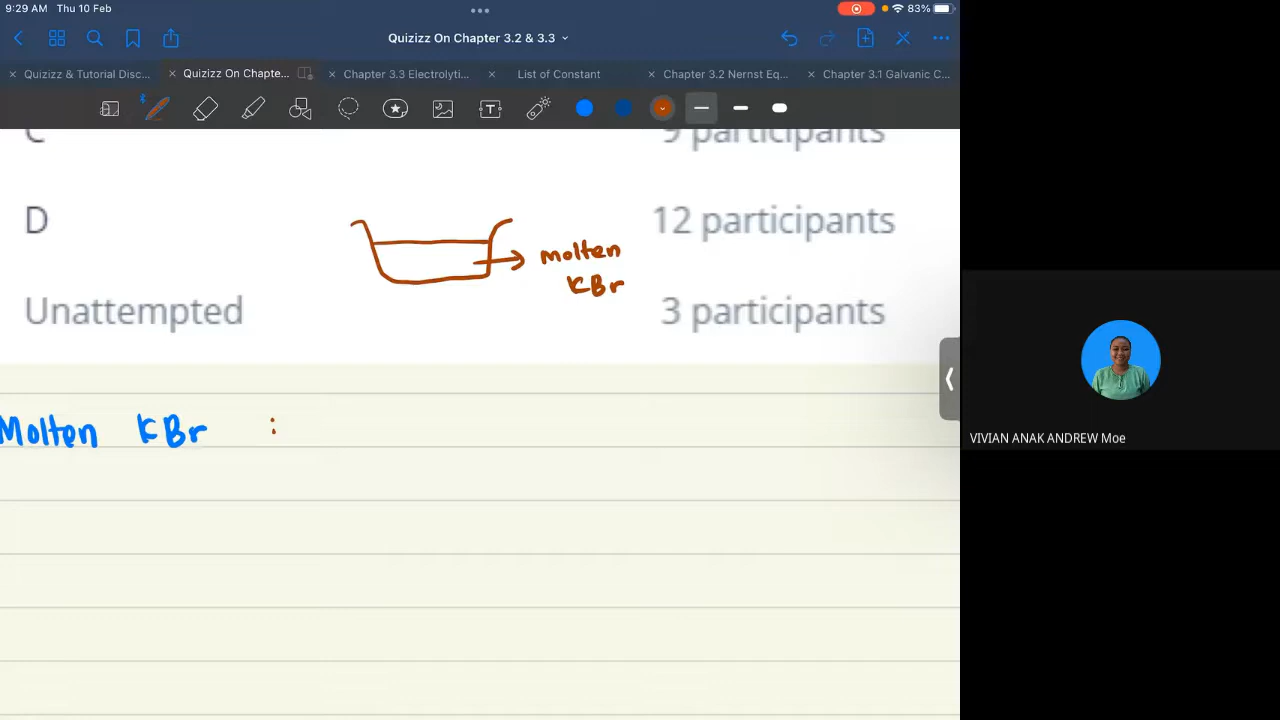 9:29 AM Thu 10 Feb
83%
Quizizz On Chapter 3.2 & 3.3
Quizizz & Tutorial Disc...
Quizizz On Chapte...
Chapter 3.3 Electrolyti...
List of Constant
Chapter 3.2 Nernst Eq...
Chapter 3.1 Galvanic C...
C 9 participants
D 12 participants
molten
KBr
Unattempted 3 participants
Molten KBr :
VIVIAN ANAK ANDREW Moe